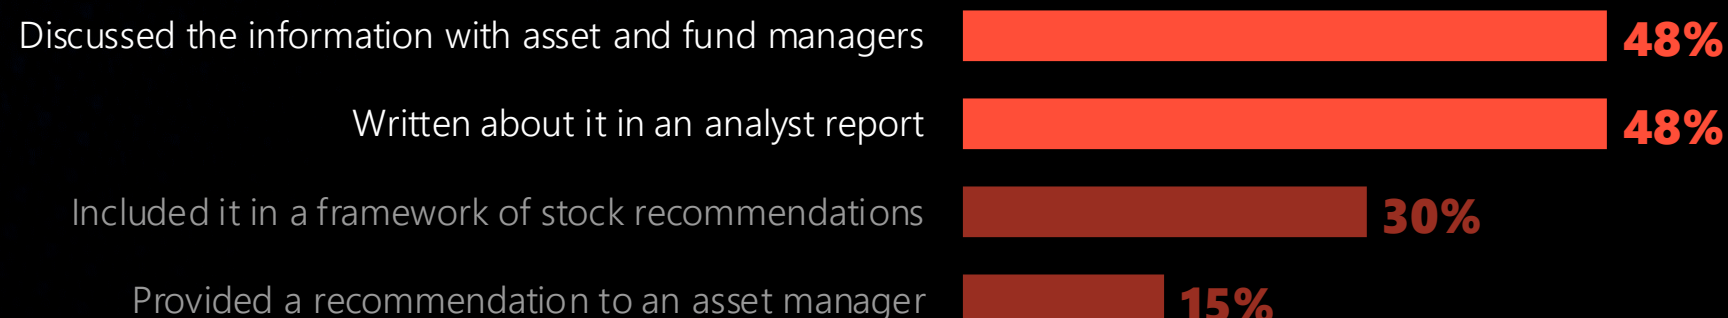 Discussed the information with asset and fund managers 48%
Written about it in an analyst report 48%
Included it in a framework of stock recommendations 30%
Provided a recommendation to an asset manager 15%